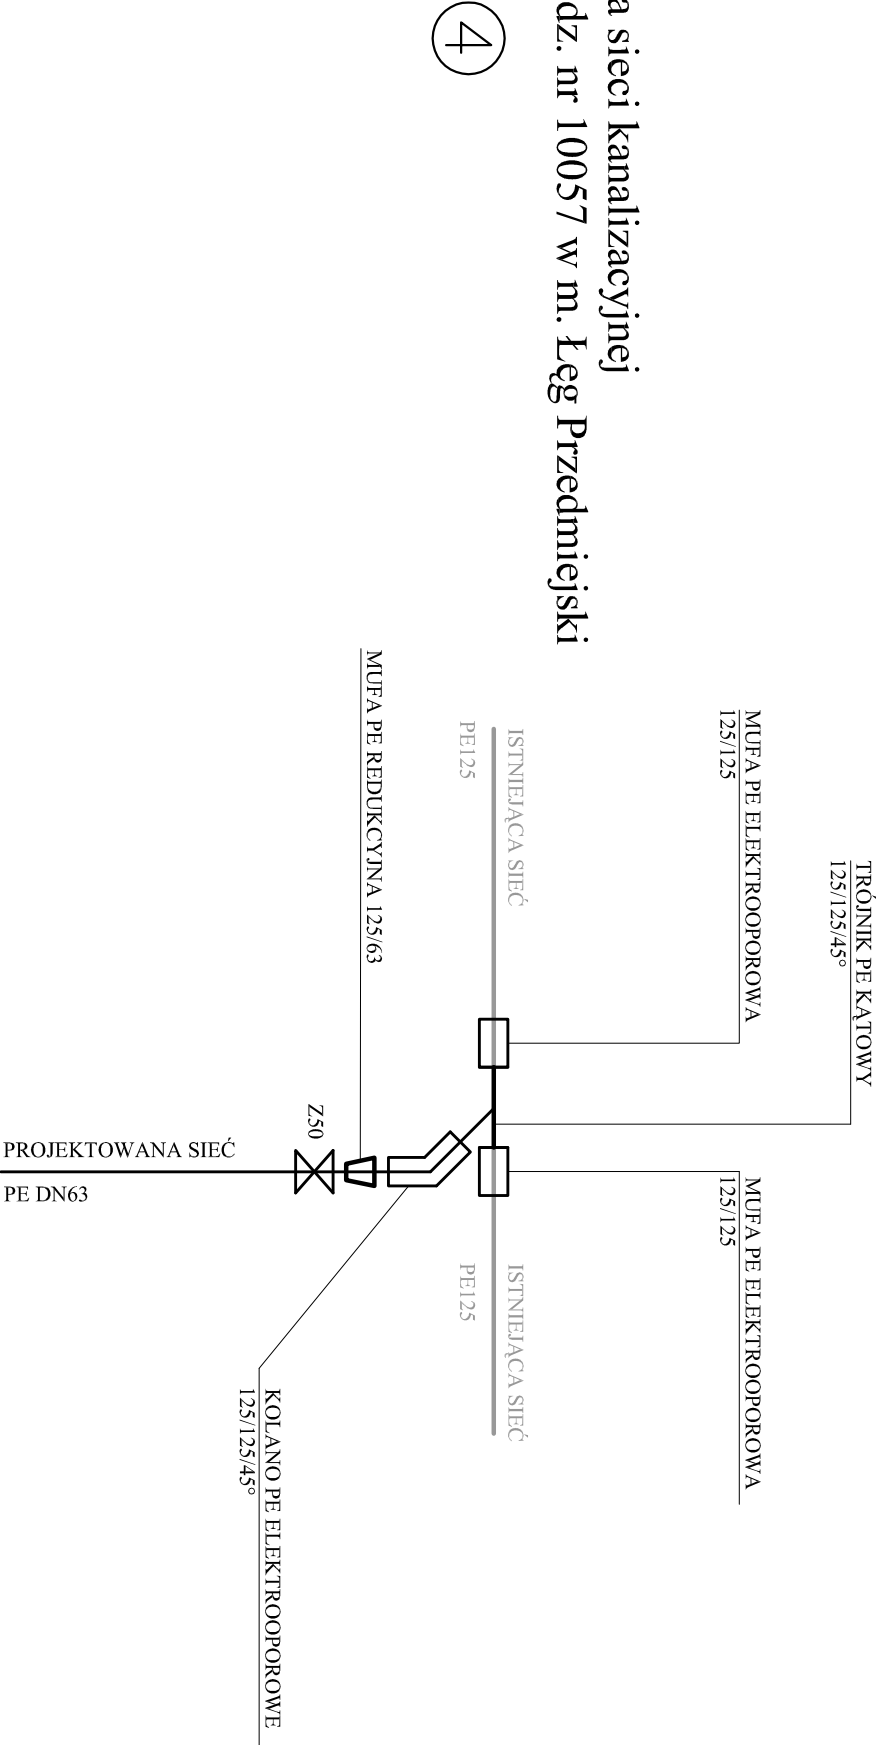 a sieci kanalizacyjnej
dz. nr 10057 w m. Łęg Przedmiejski
4
TRÓJNIK PE KĄTOWY
125/125/45°
MUFA PE ELEKTROOPOROWA
125/125
MUFA PE ELEKTROOPOROWA
125/125
ISTNIEJĄCA SIEĆ
PE125
ISTNIEJĄCA SIEĆ
PE125
MUFA PE REDUKCYJNA 125/63
Z50
KOLANO PE ELEKTROOPOROWE
125/125/45°
PROJEKTOWANA SIEĆ
PE DN63